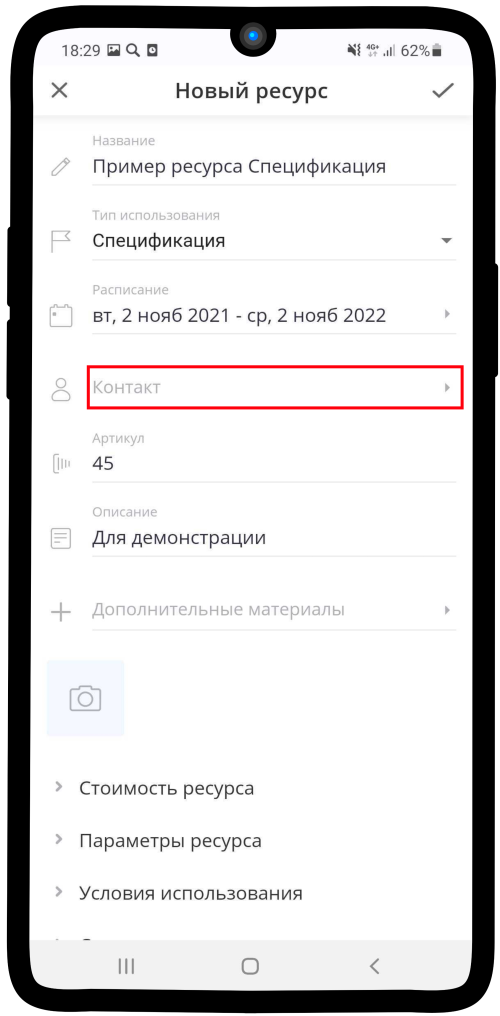 18:29 4G+ 62%
Новый ресурс
Название
Пример ресурса Спецификация
Тип использования
Спецификация
Расписание
вт, 2 нояб 2021 - ср, 2 нояб 2022
Контакт
Артикул
45
Описание
Для демонстрации
Дополнительные материалы
Стоимость ресурса
Параметры ресурса
Условия использования